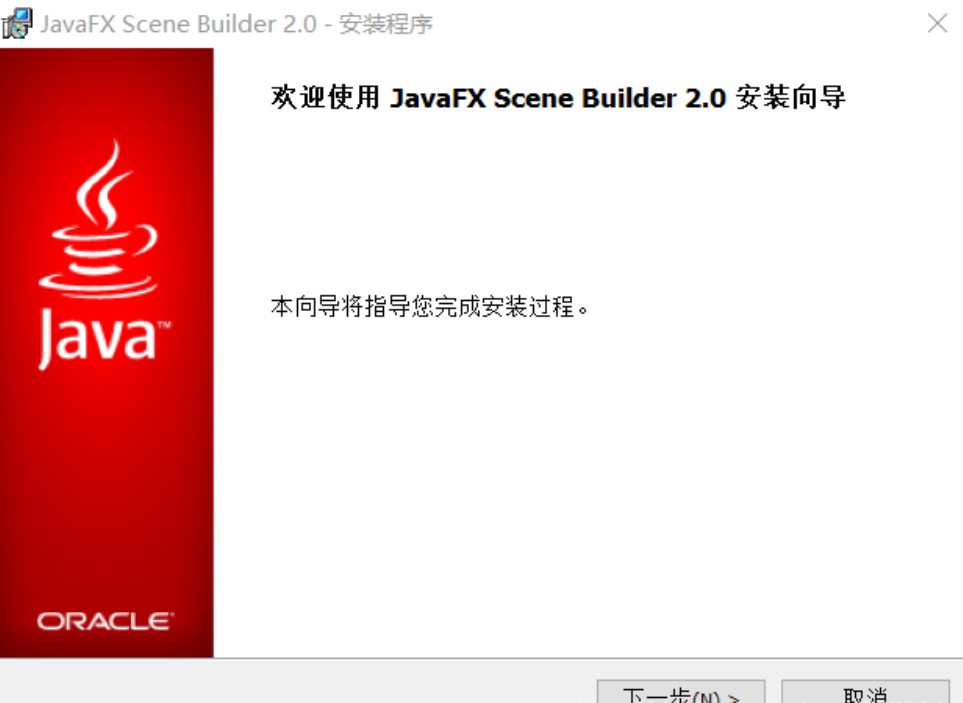 JavaFX Scene Builder 2.0 - 安装程序
欢迎使用 JavaFX Scene Builder 2.0 安装向导
Java™
本向导将指导您完成安装过程。
ORACLE
下一步(N) >
取消